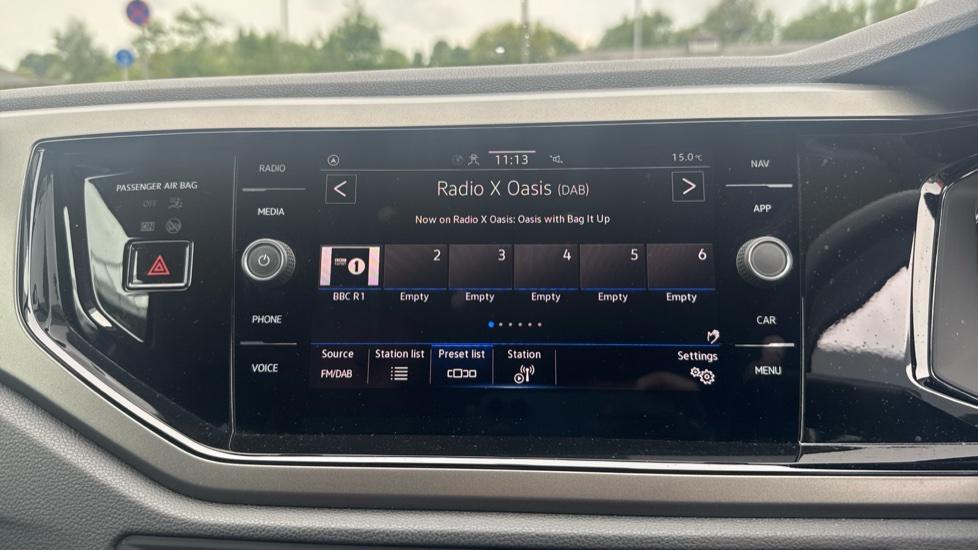 PASSENGER AIR BAG
OFF
ON
RADIO
MEDIA
PHONE
VOICE
11:13
15.0°C
< Radio X Oasis (DAB) >
Now on Radio X Oasis: Oasis with Bag It Up
1 2 3 4 5 6
BBC R1 Empty Empty Empty Empty Empty
Source Station list Preset list Station Settings
FM/DAB
NAV
APP
CAR
MENU